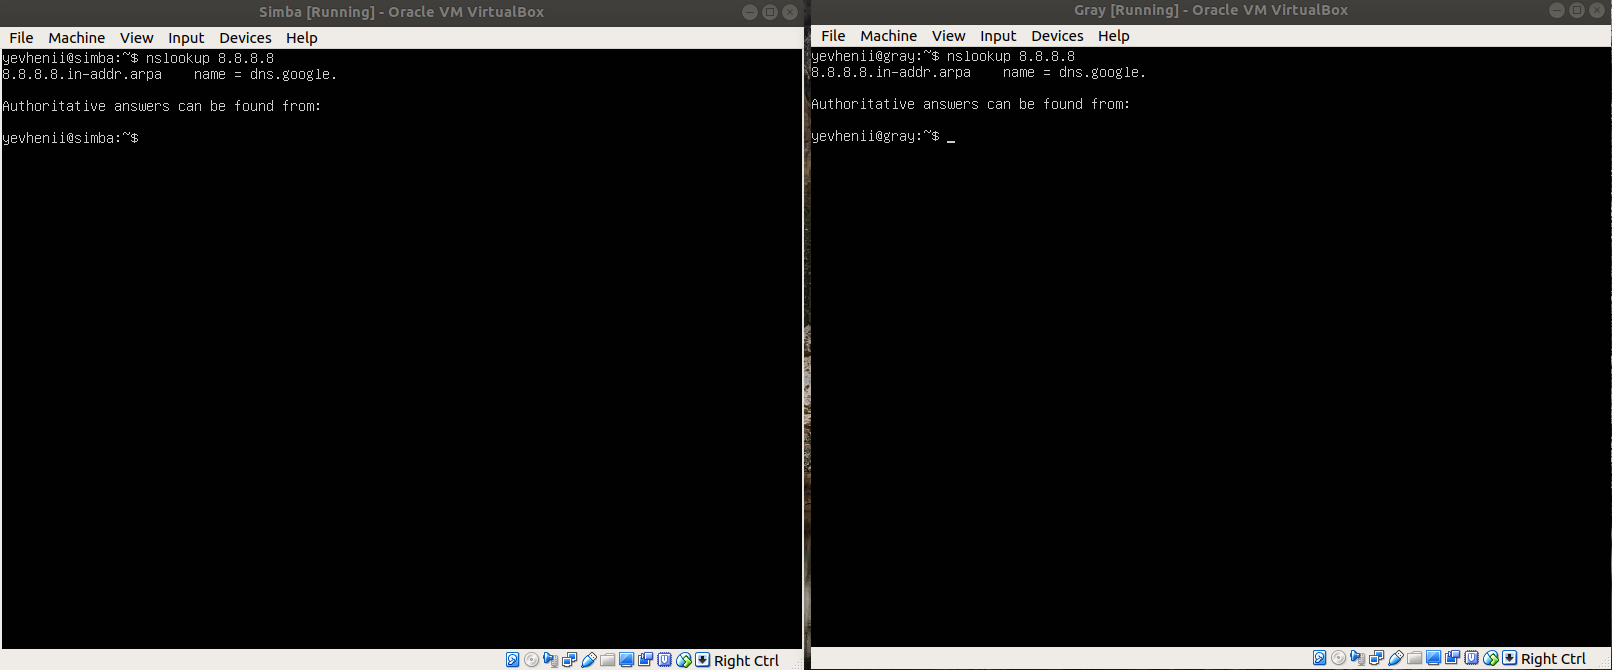 Simba [Running] - Oracle VM VirtualBox
File Machine View Input Devices Help
yevhenii@simba:~$ nslookup 8.8.8.8
8.8.8.8.in-addr.arpa    name = dns.google.
Authoritative answers can be found from:
yevhenii@simba:~$
Right Ctrl
Gray [Running] - Oracle VM VirtualBox
File Machine View Input Devices Help
yevhenii@gray:~$ nslookup 8.8.8.8
8.8.8.8.in-addr.arpa    name = dns.google.
Authoritative answers can be found from:
yevhenii@gray:~$ _
Right Ctrl